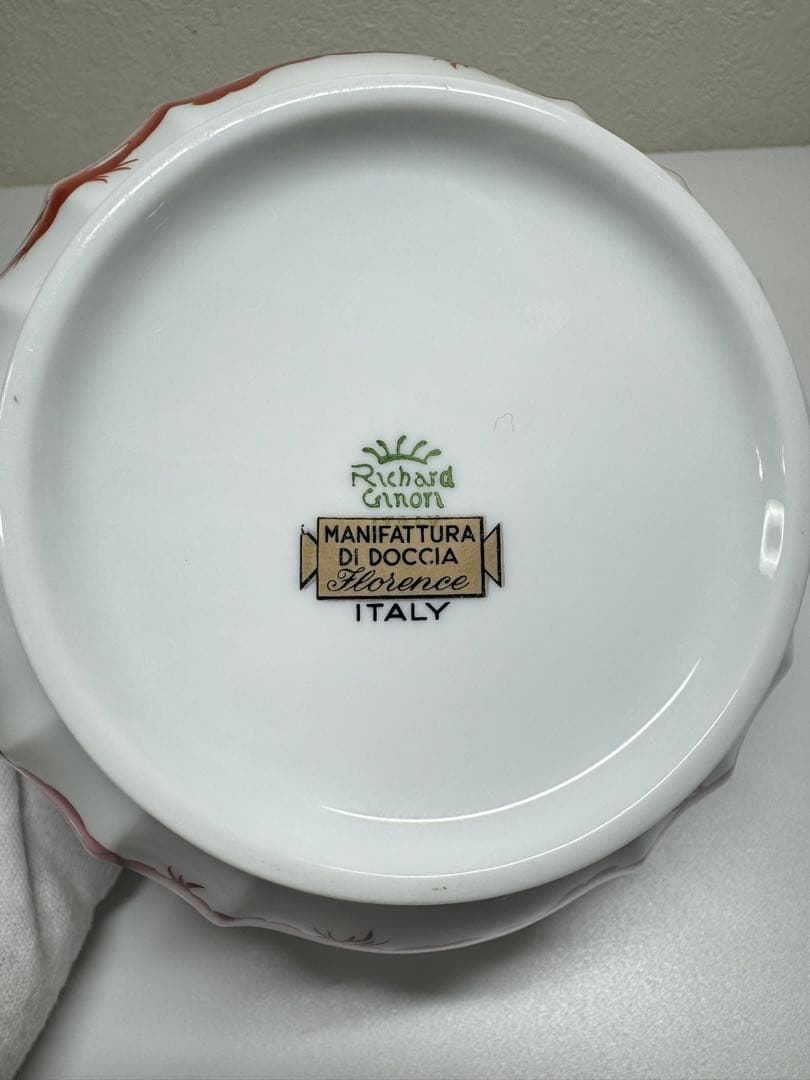 Richard
Ginori
MANIFATTURA
DI DOCCIA
Florence
ITALY